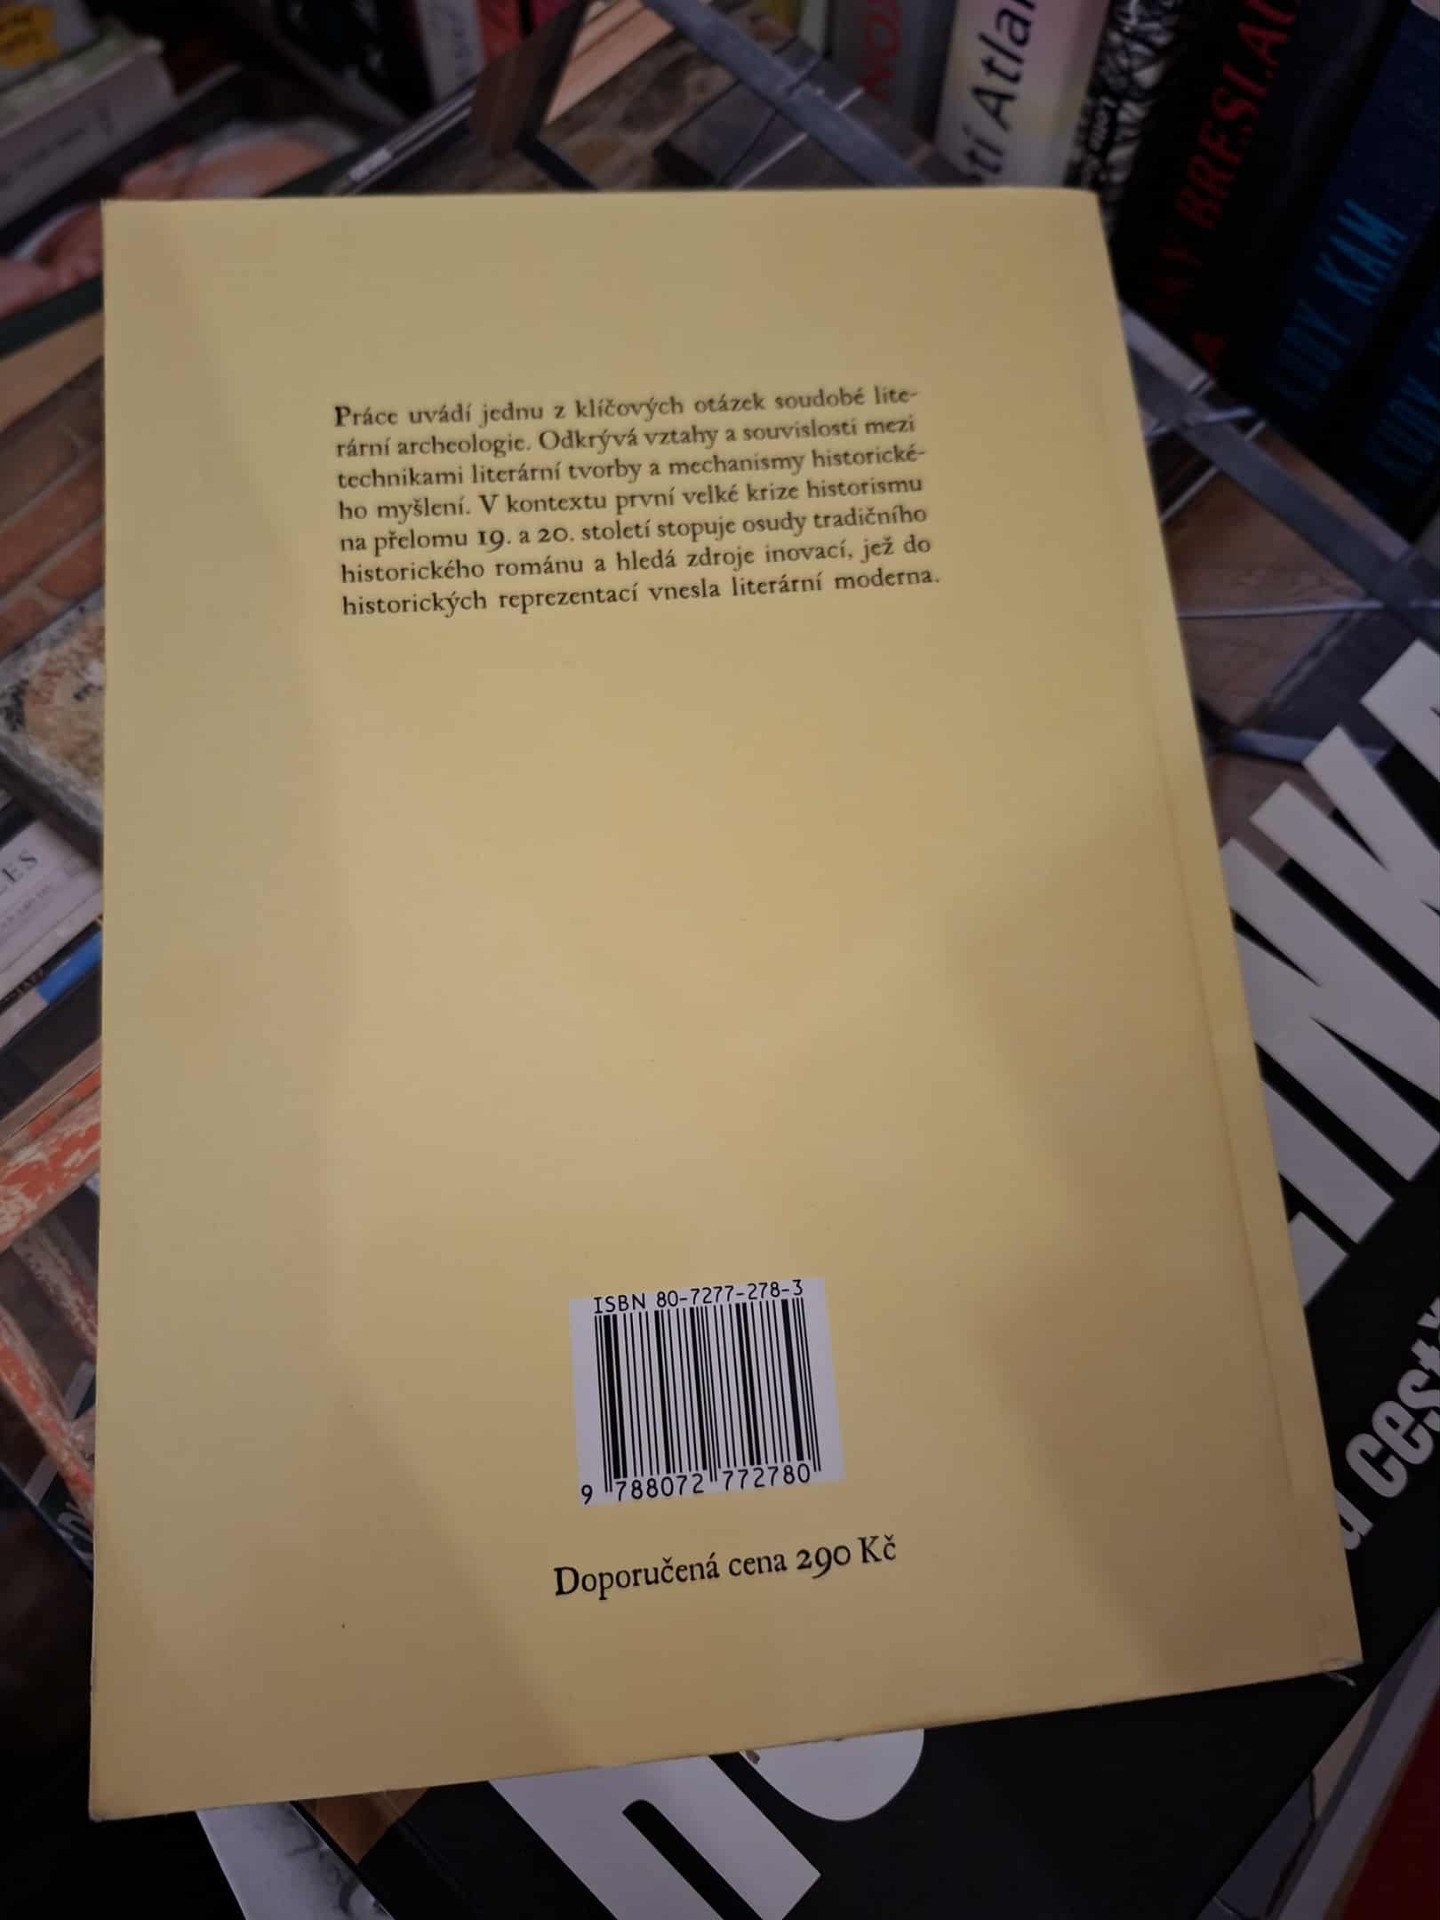 Práce uvádí jednu z klíčových otázek soudobé lite-
rární archeologie. Odkrývá vztahy a souvislosti mezi
technikami literární tvorby a mechanismy historické-
ho myšlení. V kontextu první velké krize historismu
na přelomu 19. a 20. století stopuje osudy tradičního
historického románu a hledá zdroje inovací, jež do
historických reprezentací vnesla literární moderna.
ISBN 80-7277-278-3
9 788072 772780
Doporučená cena 290 Kč
BRESLAU
KAM